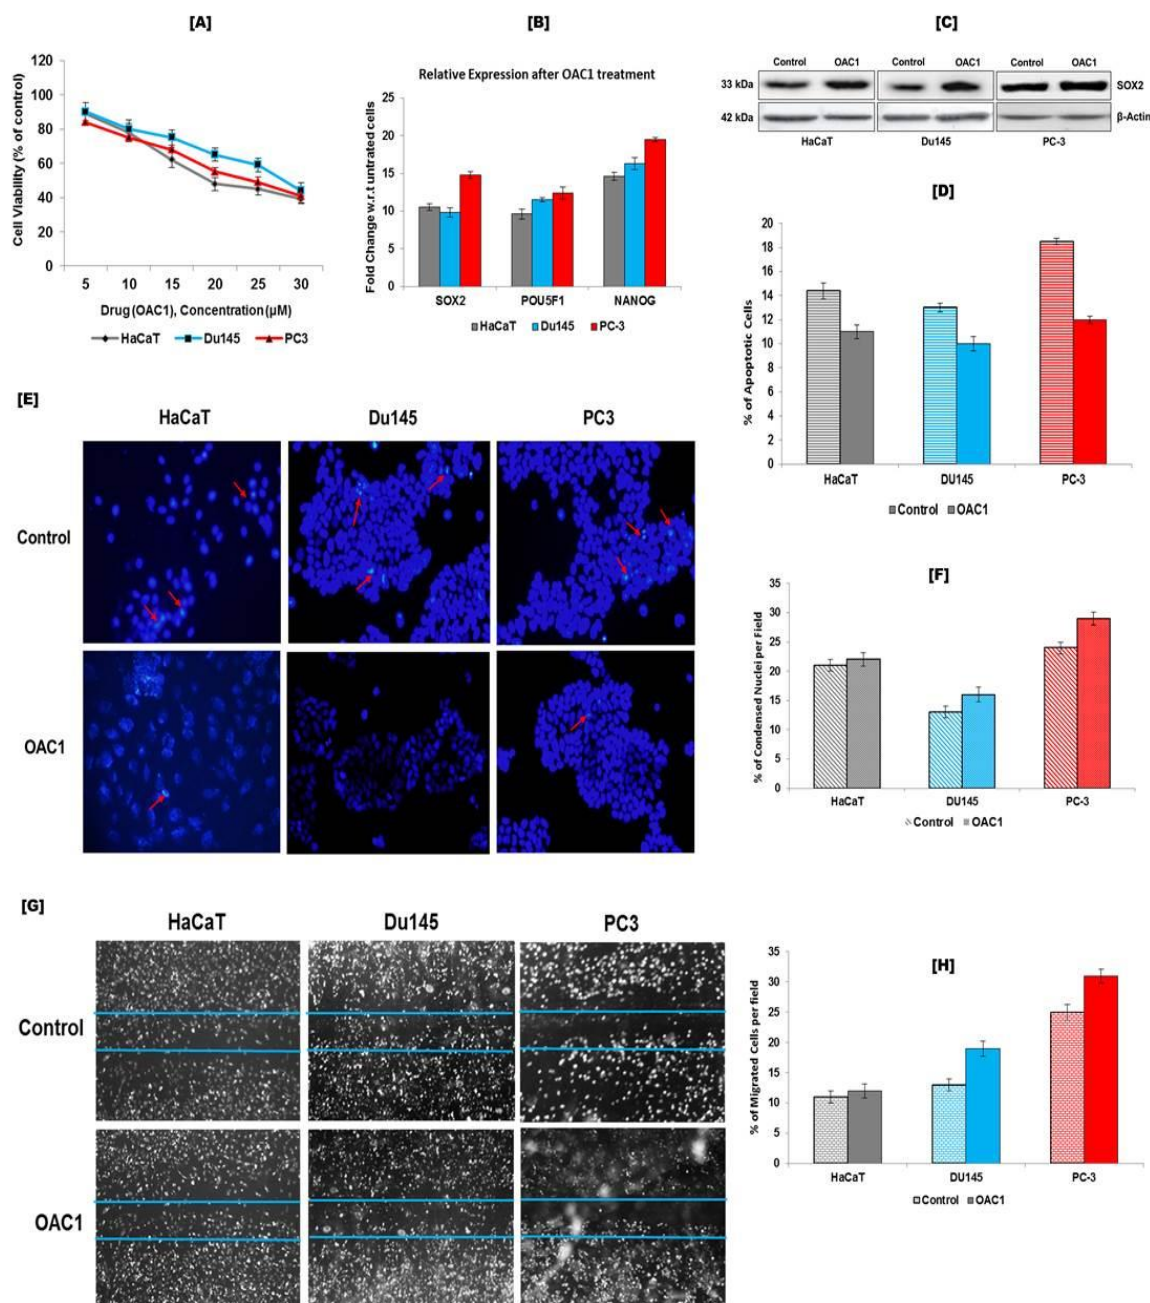 [A]
Cell Viability (% of control)
120
100
80
60
40
20
0
5 10 15 20 25 30
Drug (OAC1), Concentration (µM)
HaCaT Du145 PC3
[B]
Relative Expression after OAC1 treatment
Fold Change w.r.t untreated cells
25
20
15
10
5
0
SOX2 POU5F1 NANOG
HaCaT Du145 PC-3
[C]
Control OAC1 Control OAC1 Control OAC1
33 kDa SOX2
42 kDa β-Actin
HaCaT Du145 PC-3
[D]
% of Apoptotic Cells
20
18
16
14
12
10
8
6
4
2
0
HaCaT DU145 PC-3
Control OAC1
[E]
HaCaT Du145 PC3
Control
OAC1
[F]
% of Condensed Nuclei per Field
35
30
25
20
15
10
5
0
HaCaT DU145 PC-3
Control OAC1
[G]
HaCaT Du145 PC3
Control
OAC1
[H]
% of Migrated Cells per field
35
30
25
20
15
10
5
0
HaCaT DU145 PC-3
Control OAC1